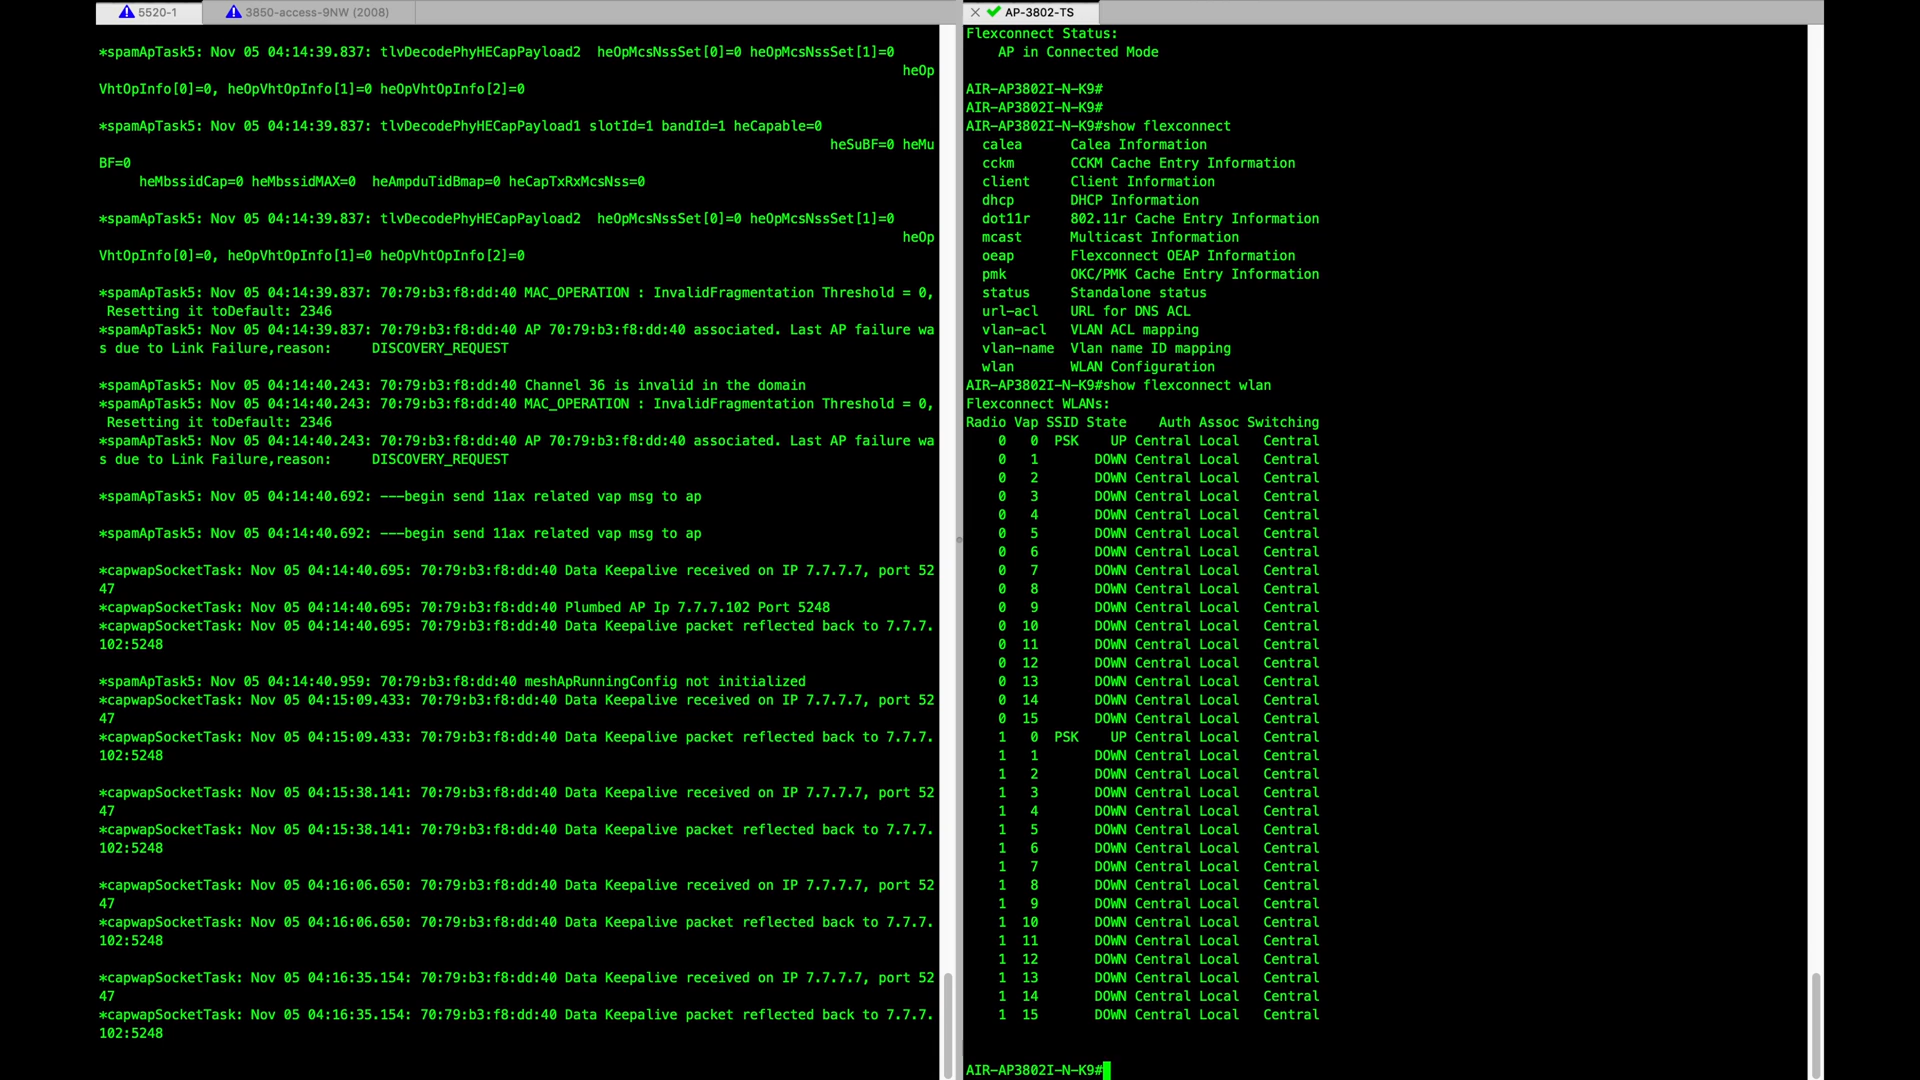 5520-1
3850-access-9NW (2008)
*spamApTask5: Nov 05 04:14:39.837: tlvDecodePhyHECapPayload2  heOpMcsNssSet[0]=0 heOpMcsNssSet[1]=0
heOp
VhtOpInfo[0]=0, heOpVhtOpInfo[1]=0 heOpVhtOpInfo[2]=0
*spamApTask5: Nov 05 04:14:39.837: tlvDecodePhyHECapPayload1 slotId=1 bandId=1 heCapable=0
heSuBF=0 heMu
BF=0
heMbssidCap=0 heMbssidMAX=0  heAmpduTidBmap=0 heCapTxRxMcsNss=0
*spamApTask5: Nov 05 04:14:39.837: tlvDecodePhyHECapPayload2  heOpMcsNssSet[0]=0 heOpMcsNssSet[1]=0
heOp
VhtOpInfo[0]=0, heOpVhtOpInfo[1]=0 heOpVhtOpInfo[2]=0
*spamApTask5: Nov 05 04:14:39.837: 70:79:b3:f8:dd:40 MAC_OPERATION : InvalidFragmentation Threshold = 0,
Resetting it toDefault: 2346
*spamApTask5: Nov 05 04:14:39.837: 70:79:b3:f8:dd:40 AP 70:79:b3:f8:dd:40 associated. Last AP failure wa
s due to Link Failure,reason:     DISCOVERY_REQUEST
*spamApTask5: Nov 05 04:14:40.243: 70:79:b3:f8:dd:40 Channel 36 is invalid in the domain
*spamApTask5: Nov 05 04:14:40.243: 70:79:b3:f8:dd:40 MAC_OPERATION : InvalidFragmentation Threshold = 0,
Resetting it toDefault: 2346
*spamApTask5: Nov 05 04:14:40.243: 70:79:b3:f8:dd:40 AP 70:79:b3:f8:dd:40 associated. Last AP failure wa
s due to Link Failure,reason:     DISCOVERY_REQUEST
*spamApTask5: Nov 05 04:14:40.692: ---begin send 11ax related vap msg to ap
*spamApTask5: Nov 05 04:14:40.692: ---begin send 11ax related vap msg to ap
*capwapSocketTask: Nov 05 04:14:40.695: 70:79:b3:f8:dd:40 Data Keepalive received on IP 7.7.7.7, port 52
47
*capwapSocketTask: Nov 05 04:14:40.695: 70:79:b3:f8:dd:40 Plumbed AP Ip 7.7.7.102 Port 5248
*capwapSocketTask: Nov 05 04:14:40.695: 70:79:b3:f8:dd:40 Data Keepalive packet reflected back to 7.7.7.
102:5248
*spamApTask5: Nov 05 04:14:40.959: 70:79:b3:f8:dd:40 meshApRunningConfig not initialized
*capwapSocketTask: Nov 05 04:15:09.433: 70:79:b3:f8:dd:40 Data Keepalive received on IP 7.7.7.7, port 52
47
*capwapSocketTask: Nov 05 04:15:09.433: 70:79:b3:f8:dd:40 Data Keepalive packet reflected back to 7.7.7.
102:5248
*capwapSocketTask: Nov 05 04:15:38.141: 70:79:b3:f8:dd:40 Data Keepalive received on IP 7.7.7.7, port 52
47
*capwapSocketTask: Nov 05 04:15:38.141: 70:79:b3:f8:dd:40 Data Keepalive packet reflected back to 7.7.7.
102:5248
*capwapSocketTask: Nov 05 04:16:06.650: 70:79:b3:f8:dd:40 Data Keepalive received on IP 7.7.7.7, port 52
47
*capwapSocketTask: Nov 05 04:16:06.650: 70:79:b3:f8:dd:40 Data Keepalive packet reflected back to 7.7.7.
102:5248
*capwapSocketTask: Nov 05 04:16:35.154: 70:79:b3:f8:dd:40 Data Keepalive received on IP 7.7.7.7, port 52
47
*capwapSocketTask: Nov 05 04:16:35.154: 70:79:b3:f8:dd:40 Data Keepalive packet reflected back to 7.7.7.
102:5248
AP-3802-TS
Flexconnect Status:
AP in Connected Mode
AIR-AP3802I-N-K9#
AIR-AP3802I-N-K9#
AIR-AP3802I-N-K9#show flexconnect
calea      Calea Information
cckm       CCKM Cache Entry Information
client     Client Information
dhcp       DHCP Information
dot11r     802.11r Cache Entry Information
mcast      Multicast Information
oeap       Flexconnect OEAP Information
pmk        OKC/PMK Cache Entry Information
status     Standalone status
url-acl    URL for DNS ACL
vlan-acl   VLAN ACL mapping
vlan-name  Vlan name ID mapping
wlan       WLAN Configuration
AIR-AP3802I-N-K9#show flexconnect wlan
Flexconnect WLANs:
Radio Vap SSID State    Auth Assoc Switching
0   0  PSK    UP Central Local   Central
0   1       DOWN Central Local   Central
0   2       DOWN Central Local   Central
0   3       DOWN Central Local   Central
0   4       DOWN Central Local   Central
0   5       DOWN Central Local   Central
0   6       DOWN Central Local   Central
0   7       DOWN Central Local   Central
0   8       DOWN Central Local   Central
0   9       DOWN Central Local   Central
0  10       DOWN Central Local   Central
0  11       DOWN Central Local   Central
0  12       DOWN Central Local   Central
0  13       DOWN Central Local   Central
0  14       DOWN Central Local   Central
0  15       DOWN Central Local   Central
1   0  PSK    UP Central Local   Central
1   1       DOWN Central Local   Central
1   2       DOWN Central Local   Central
1   3       DOWN Central Local   Central
1   4       DOWN Central Local   Central
1   5       DOWN Central Local   Central
1   6       DOWN Central Local   Central
1   7       DOWN Central Local   Central
1   8       DOWN Central Local   Central
1   9       DOWN Central Local   Central
1  10       DOWN Central Local   Central
1  11       DOWN Central Local   Central
1  12       DOWN Central Local   Central
1  13       DOWN Central Local   Central
1  14       DOWN Central Local   Central
1  15       DOWN Central Local   Central
AIR-AP3802I-N-K9#